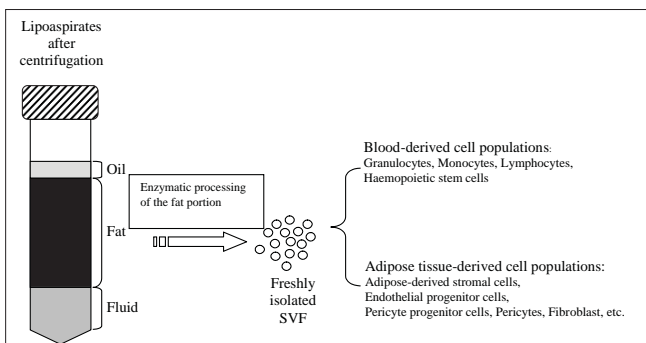 Lipoaspirates
after
centrifugation
Oil
Fat
Fluid
Enzymatic processing
of the fat portion
Freshly
isolated
SVF
Blood-derived cell populations:
Granulocytes, Monocytes, Lymphocytes,
Haemopoietic stem cells
Adipose tissue-derived cell populations:
Adipose-derived stromal cells,
Endothelial progenitor cells,
Pericyte progenitor cells, Pericytes, Fibroblast, etc.